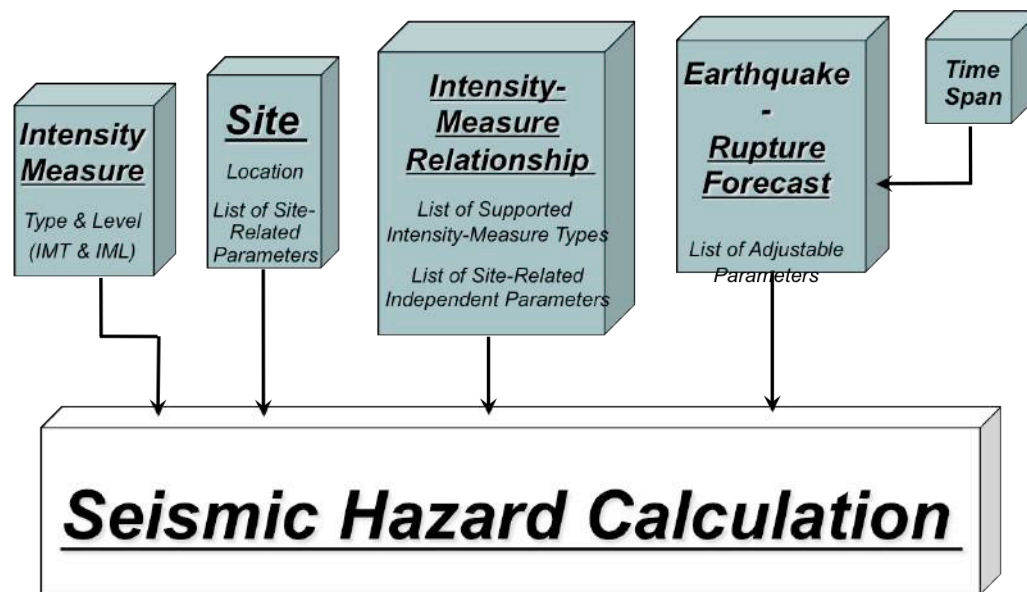 Intensity
Measure
Type & Level
(IMT & IML)
Site
Location
List of Site-
Related
Parameters
Intensity-
Measure
Relationship
List of Supported
Intensity-Measure Types
List of Site-Related
Independent Parameters
Earthquake
-
Rupture
Forecast
List of Adjustable
Parameters
Time
Span
Seismic Hazard Calculation